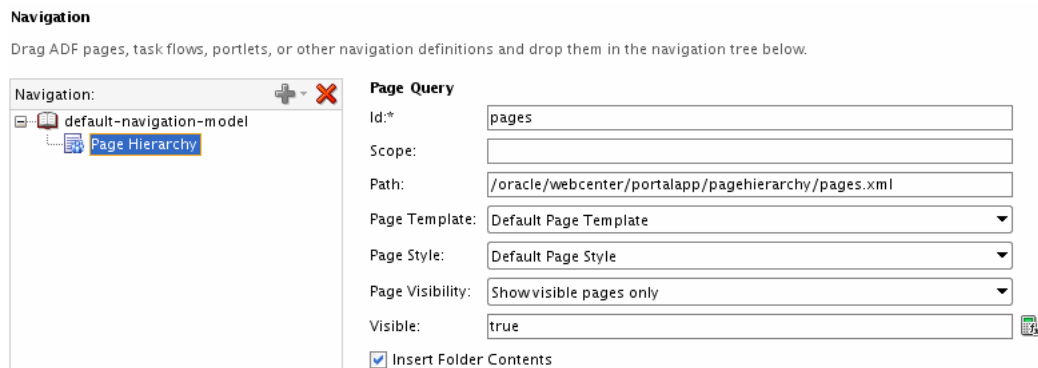 Navigation
Drag ADF pages, task flows, portlets, or other navigation definitions and drop them in the navigation tree below.
Navigation:
default-navigation-model
Page Hierarchy
Page Query
Id:* pages
Scope:
Path: /oracle/webcenter/portalapp/pagehierarchy/pages.xml
Page Template: Default Page Template
Page Style: Default Page Style
Page Visibility: Show visible pages only
Visible: true
Insert Folder Contents